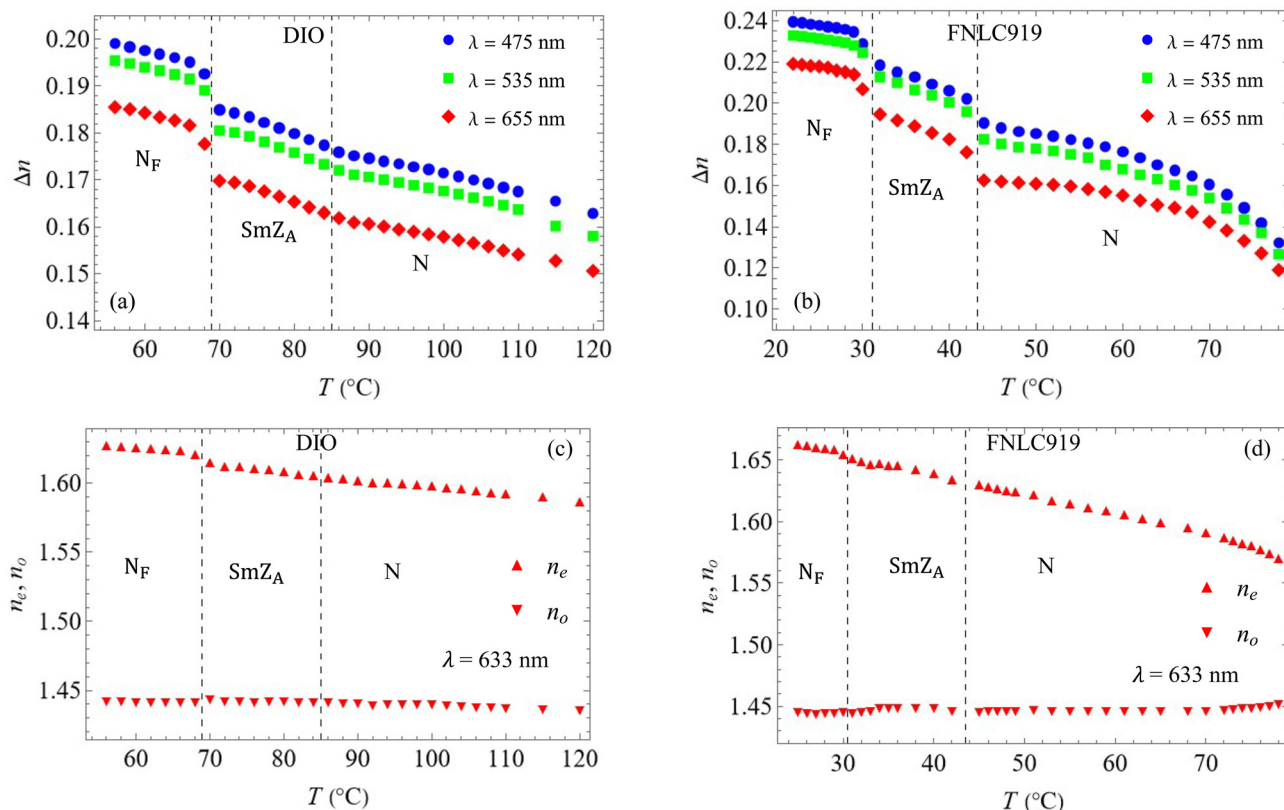 DIO
λ = 475 nm
λ = 535 nm
λ = 655 nm
N_F
SmZ_A
N
(a)
Δn
0.20
0.19
0.18
0.17
0.16
0.15
0.14
60 70 80 90 100 110 120
T (°C)
FNLC919
λ = 475 nm
λ = 535 nm
λ = 655 nm
N_F
SmZ_A
N
(b)
Δn
0.24
0.22
0.20
0.18
0.16
0.14
0.12
0.10
20 30 40 50 60 70
T (°C)
DIO
(c)
N_F
SmZ_A
N
n_e
n_o
λ = 633 nm
n_e, n_o
1.60
1.55
1.50
1.45
60 70 80 90 100 110 120
T (°C)
FNLC919
(d)
N_F
SmZ_A
N
n_e
n_o
λ = 633 nm
n_e, n_o
1.65
1.60
1.55
1.50
1.45
30 40 50 60 70
T (°C)